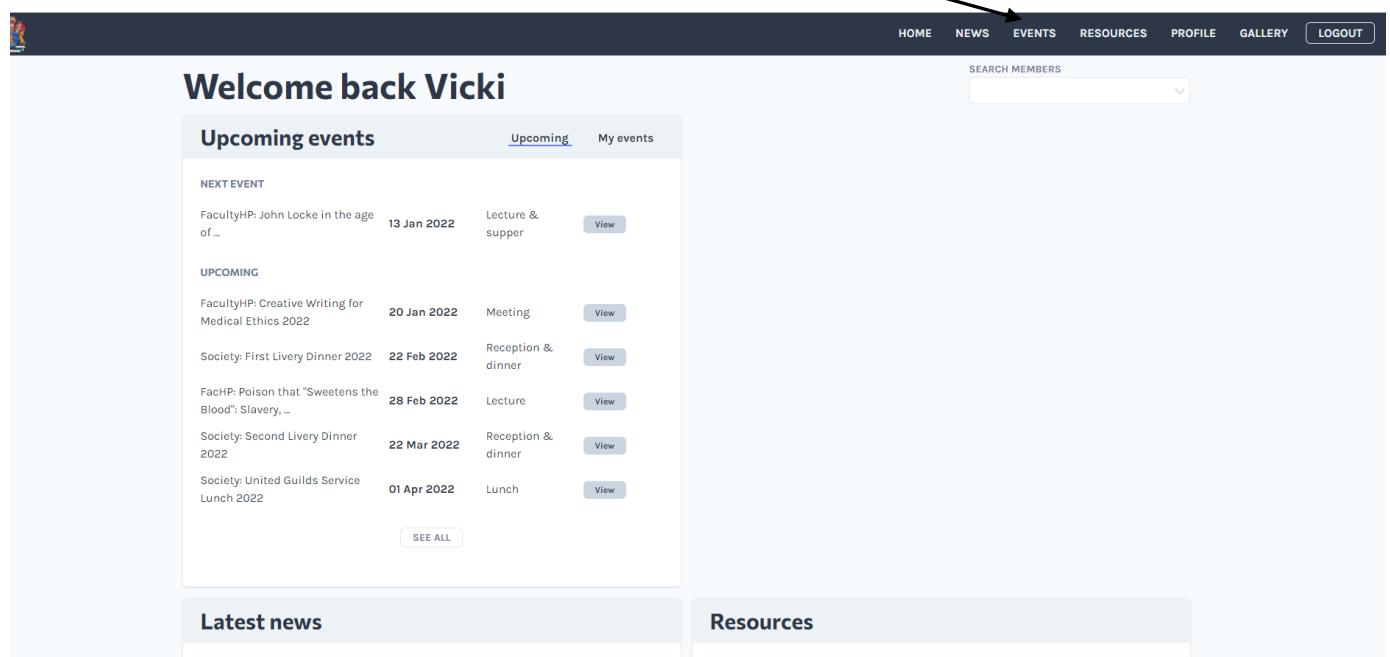 HOME NEWS EVENTS RESOURCES PROFILE GALLERY LOGOUT
Welcome back Vicki
SEARCH MEMBERS
Upcoming events Upcoming My events
NEXT EVENT
FacultyHP: John Locke in the age
of ...
13 Jan 2022
Lecture &
supper
View
UPCOMING
FacultyHP: Creative Writing for
Medical Ethics 2022
20 Jan 2022
Meeting
View
Society: First Livery Dinner 2022
22 Feb 2022
Reception &
dinner
View
FacHP: Poison that "Sweetens the
Blood": Slavery, ...
28 Feb 2022
Lecture
View
Society: Second Livery Dinner
2022
22 Mar 2022
Reception &
dinner
View
Society: United Guilds Service
Lunch 2022
01 Apr 2022
Lunch
View
SEE ALL
Latest news
Resources